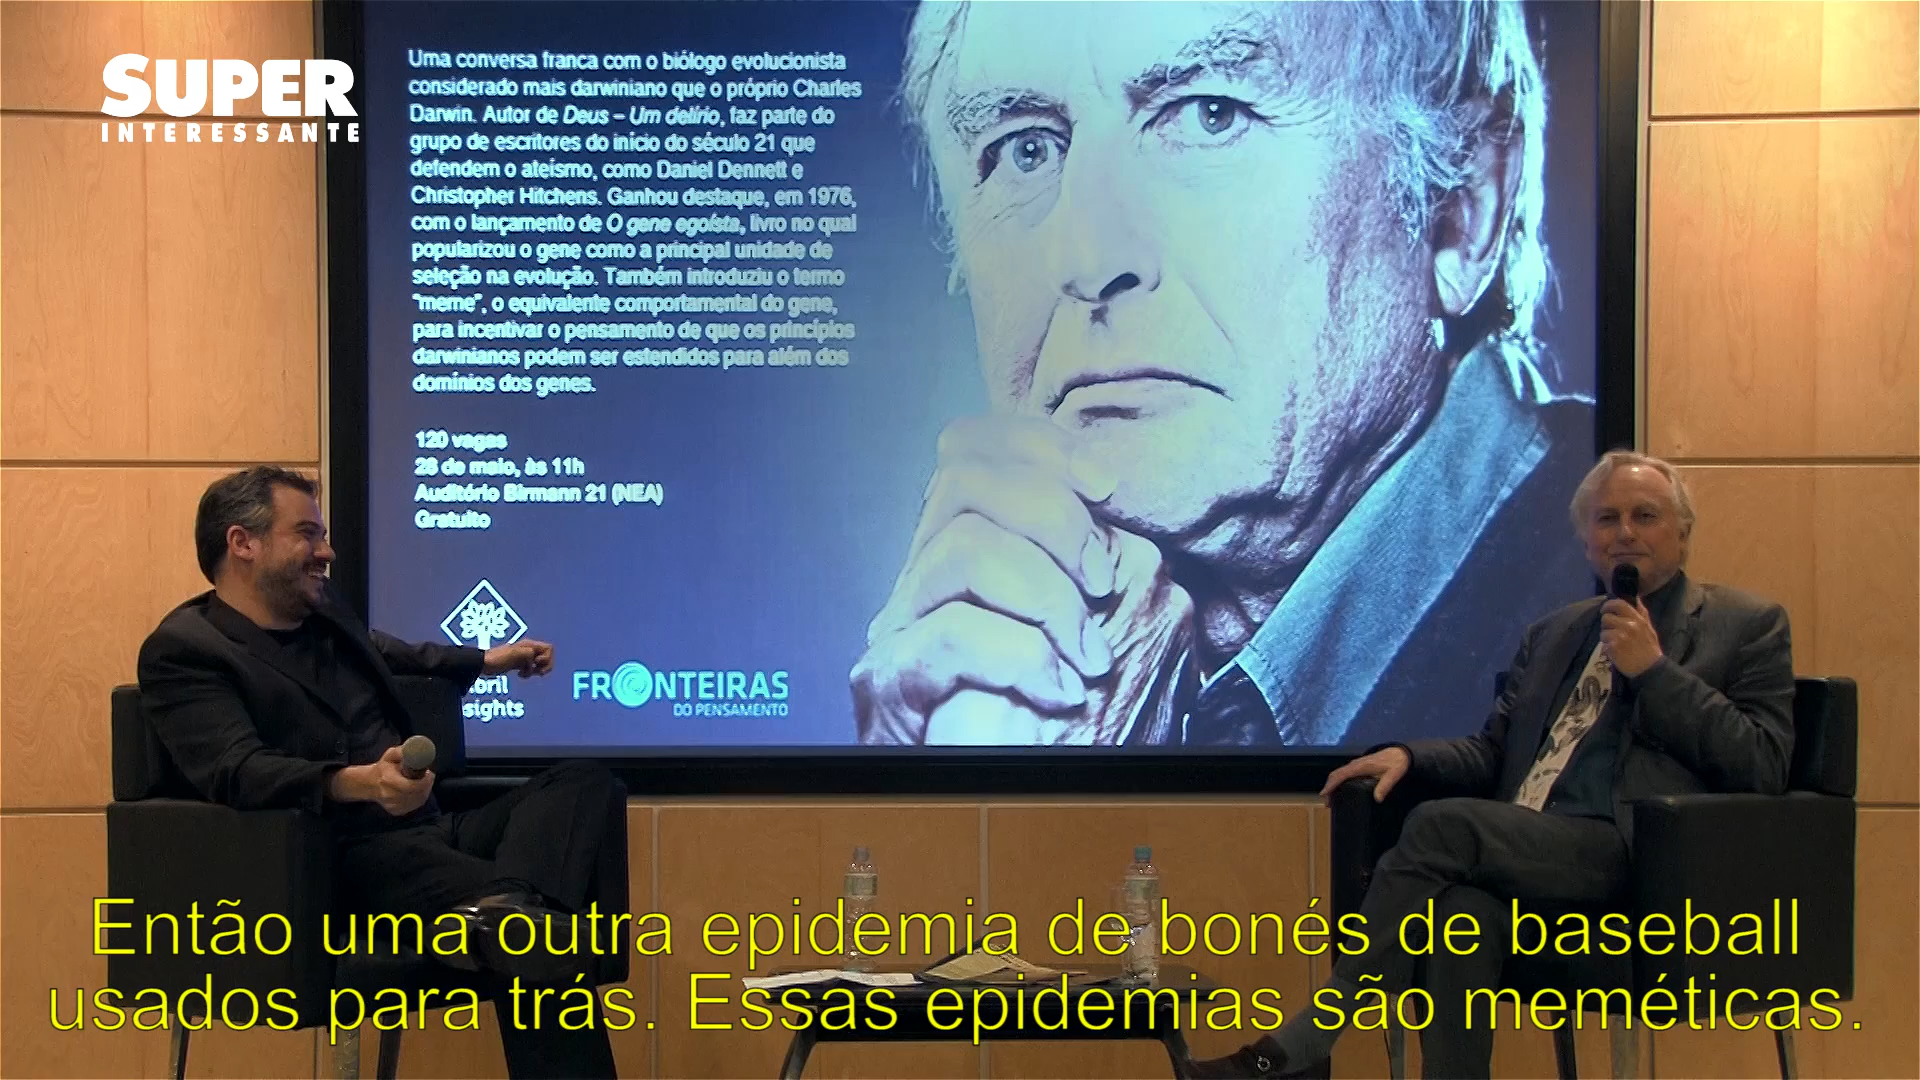 SUPER
INTERESSANTE
Uma conversa franca com o biólogo evolucionista
considerado mais darwiniano que o próprio Charles
Darwin. Autor de Deus – Um delírio, faz parte do
grupo de escritores do início do século 21 que
defendem o ateísmo, como Daniel Dennett e
Christopher Hitchens. Ganhou destaque, em 1976,
com o lançamento de O gene egoísta, livro no qual
popularizou o gene como a principal unidade de
seleção na evolução. Também introduziu o termo
"meme", o equivalente comportamental do gene,
para incentivar o pensamento de que os princípios
darwinianos podem ser estendidos para além dos
domínios dos genes.
120 vagas
28 de maio, às 11h
Auditório Birmann 21 (NEA)
Gratuito
bril
sights
FRONTEIRAS
DO PENSAMENTO
Então uma outra epidemia de bonés de baseball
usados para trás. Essas epidemias são meméticas.